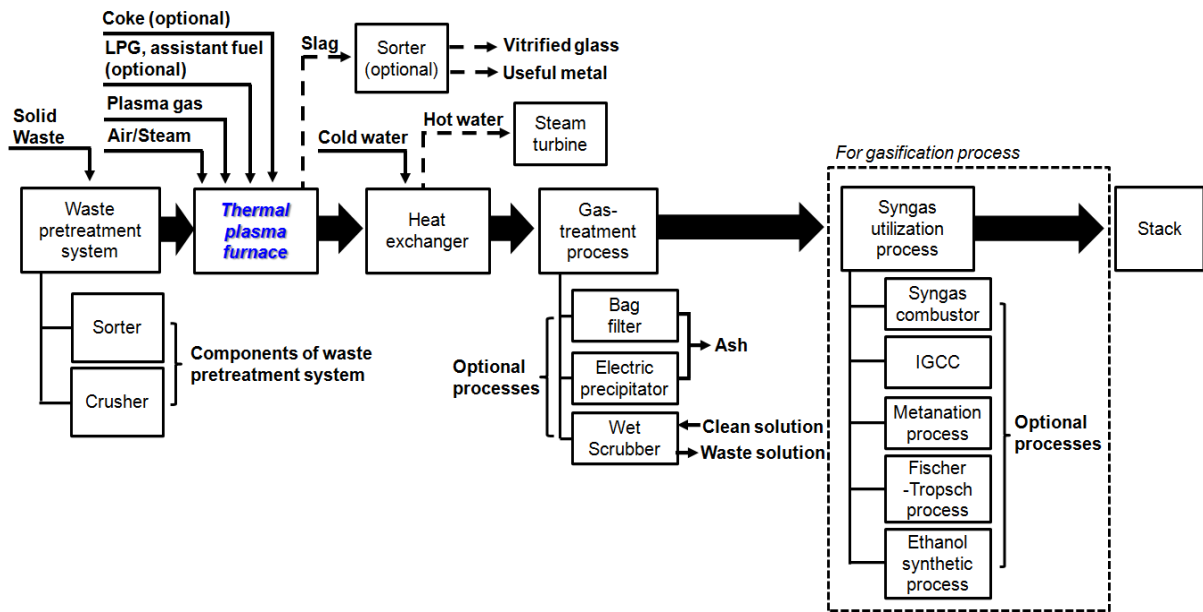 Coke (optional)
LPG, assistant fuel
(optional)
Plasma gas
Air/Steam
Solid
Waste
Slag
Sorter
(optional)
Vitrified glass
Useful metal
Cold water
Hot water
Steam
turbine
For gasification process
Waste
pretreatment
system
Thermal
plasma
furnace
Heat
exchanger
Gas-
treatment
process
Syngas
utilization
process
Stack
Sorter
Crusher
Components of waste
pretreatment system
Optional
processes
Bag
filter
Electric
precipitator
Wet
Scrubber
Ash
Clean solution
Waste solution
Syngas
combustor
IGCC
Metanation
process
Fischer
-Tropsch
process
Ethanol
synthetic
process
Optional
processes